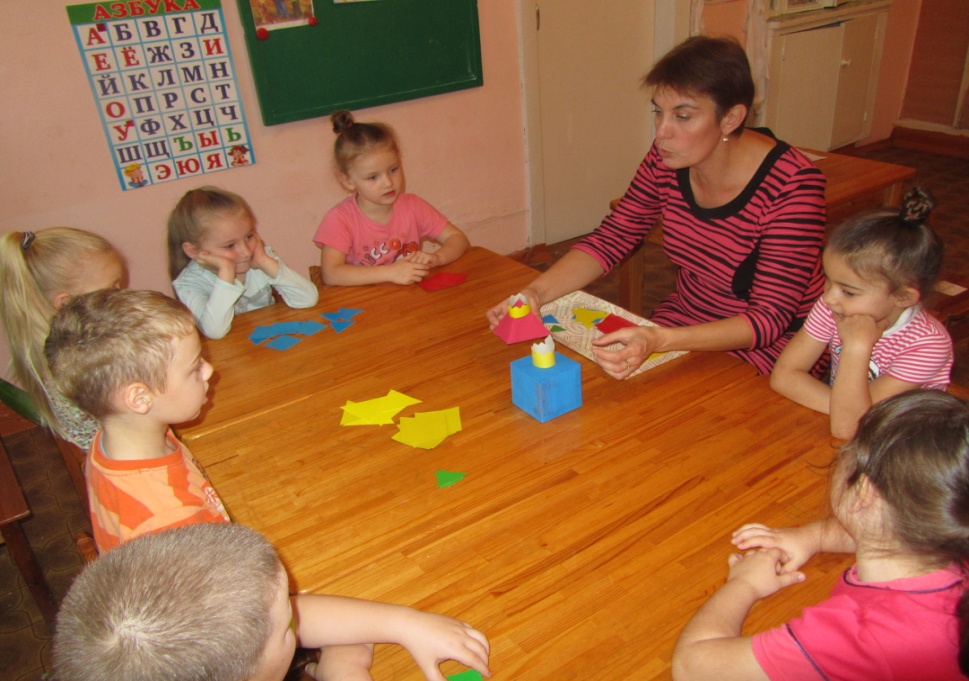 АЗБУКА
А Б В Г Д
Е Ё Ж З И
Й К Л М Н
О П Р С Т
У Ф Х Ц Ч
Ш Щ Ъ Ы Ь
Э Ю Я